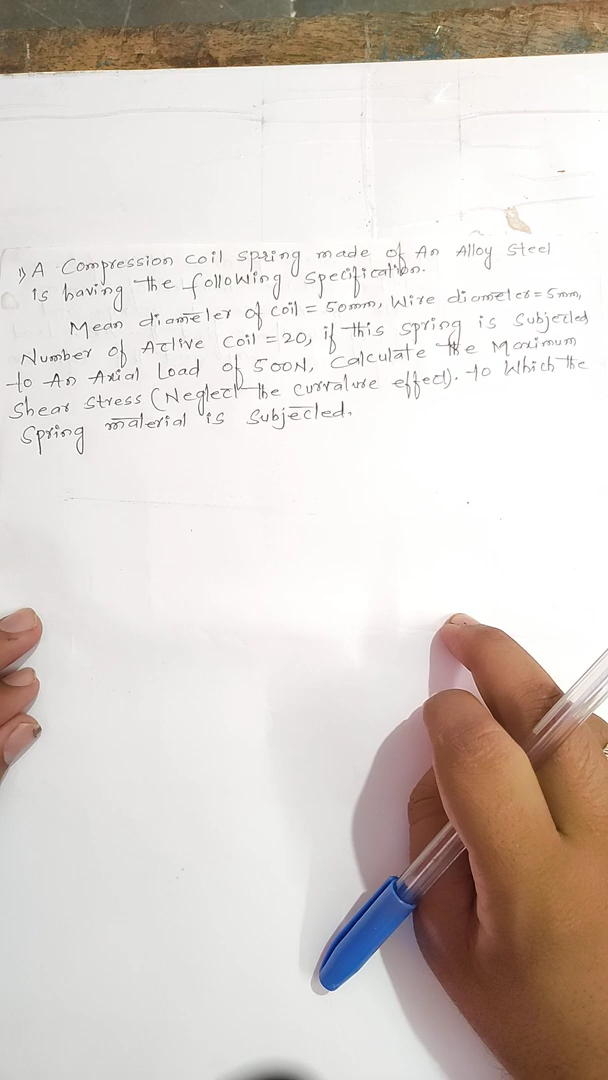 1) A Compression coil spring made of An Alloy steel
is having the following specification.
Mean diameter of coil = 50mm, Wire diameter = 5mm,
Number of Active coil = 20, if this spring is Subjected
to An Axial Load of 500N, Calculate the Maximum
Shear Stress (Neglect the curvature effect). to Which the
Spring material is Subjected.